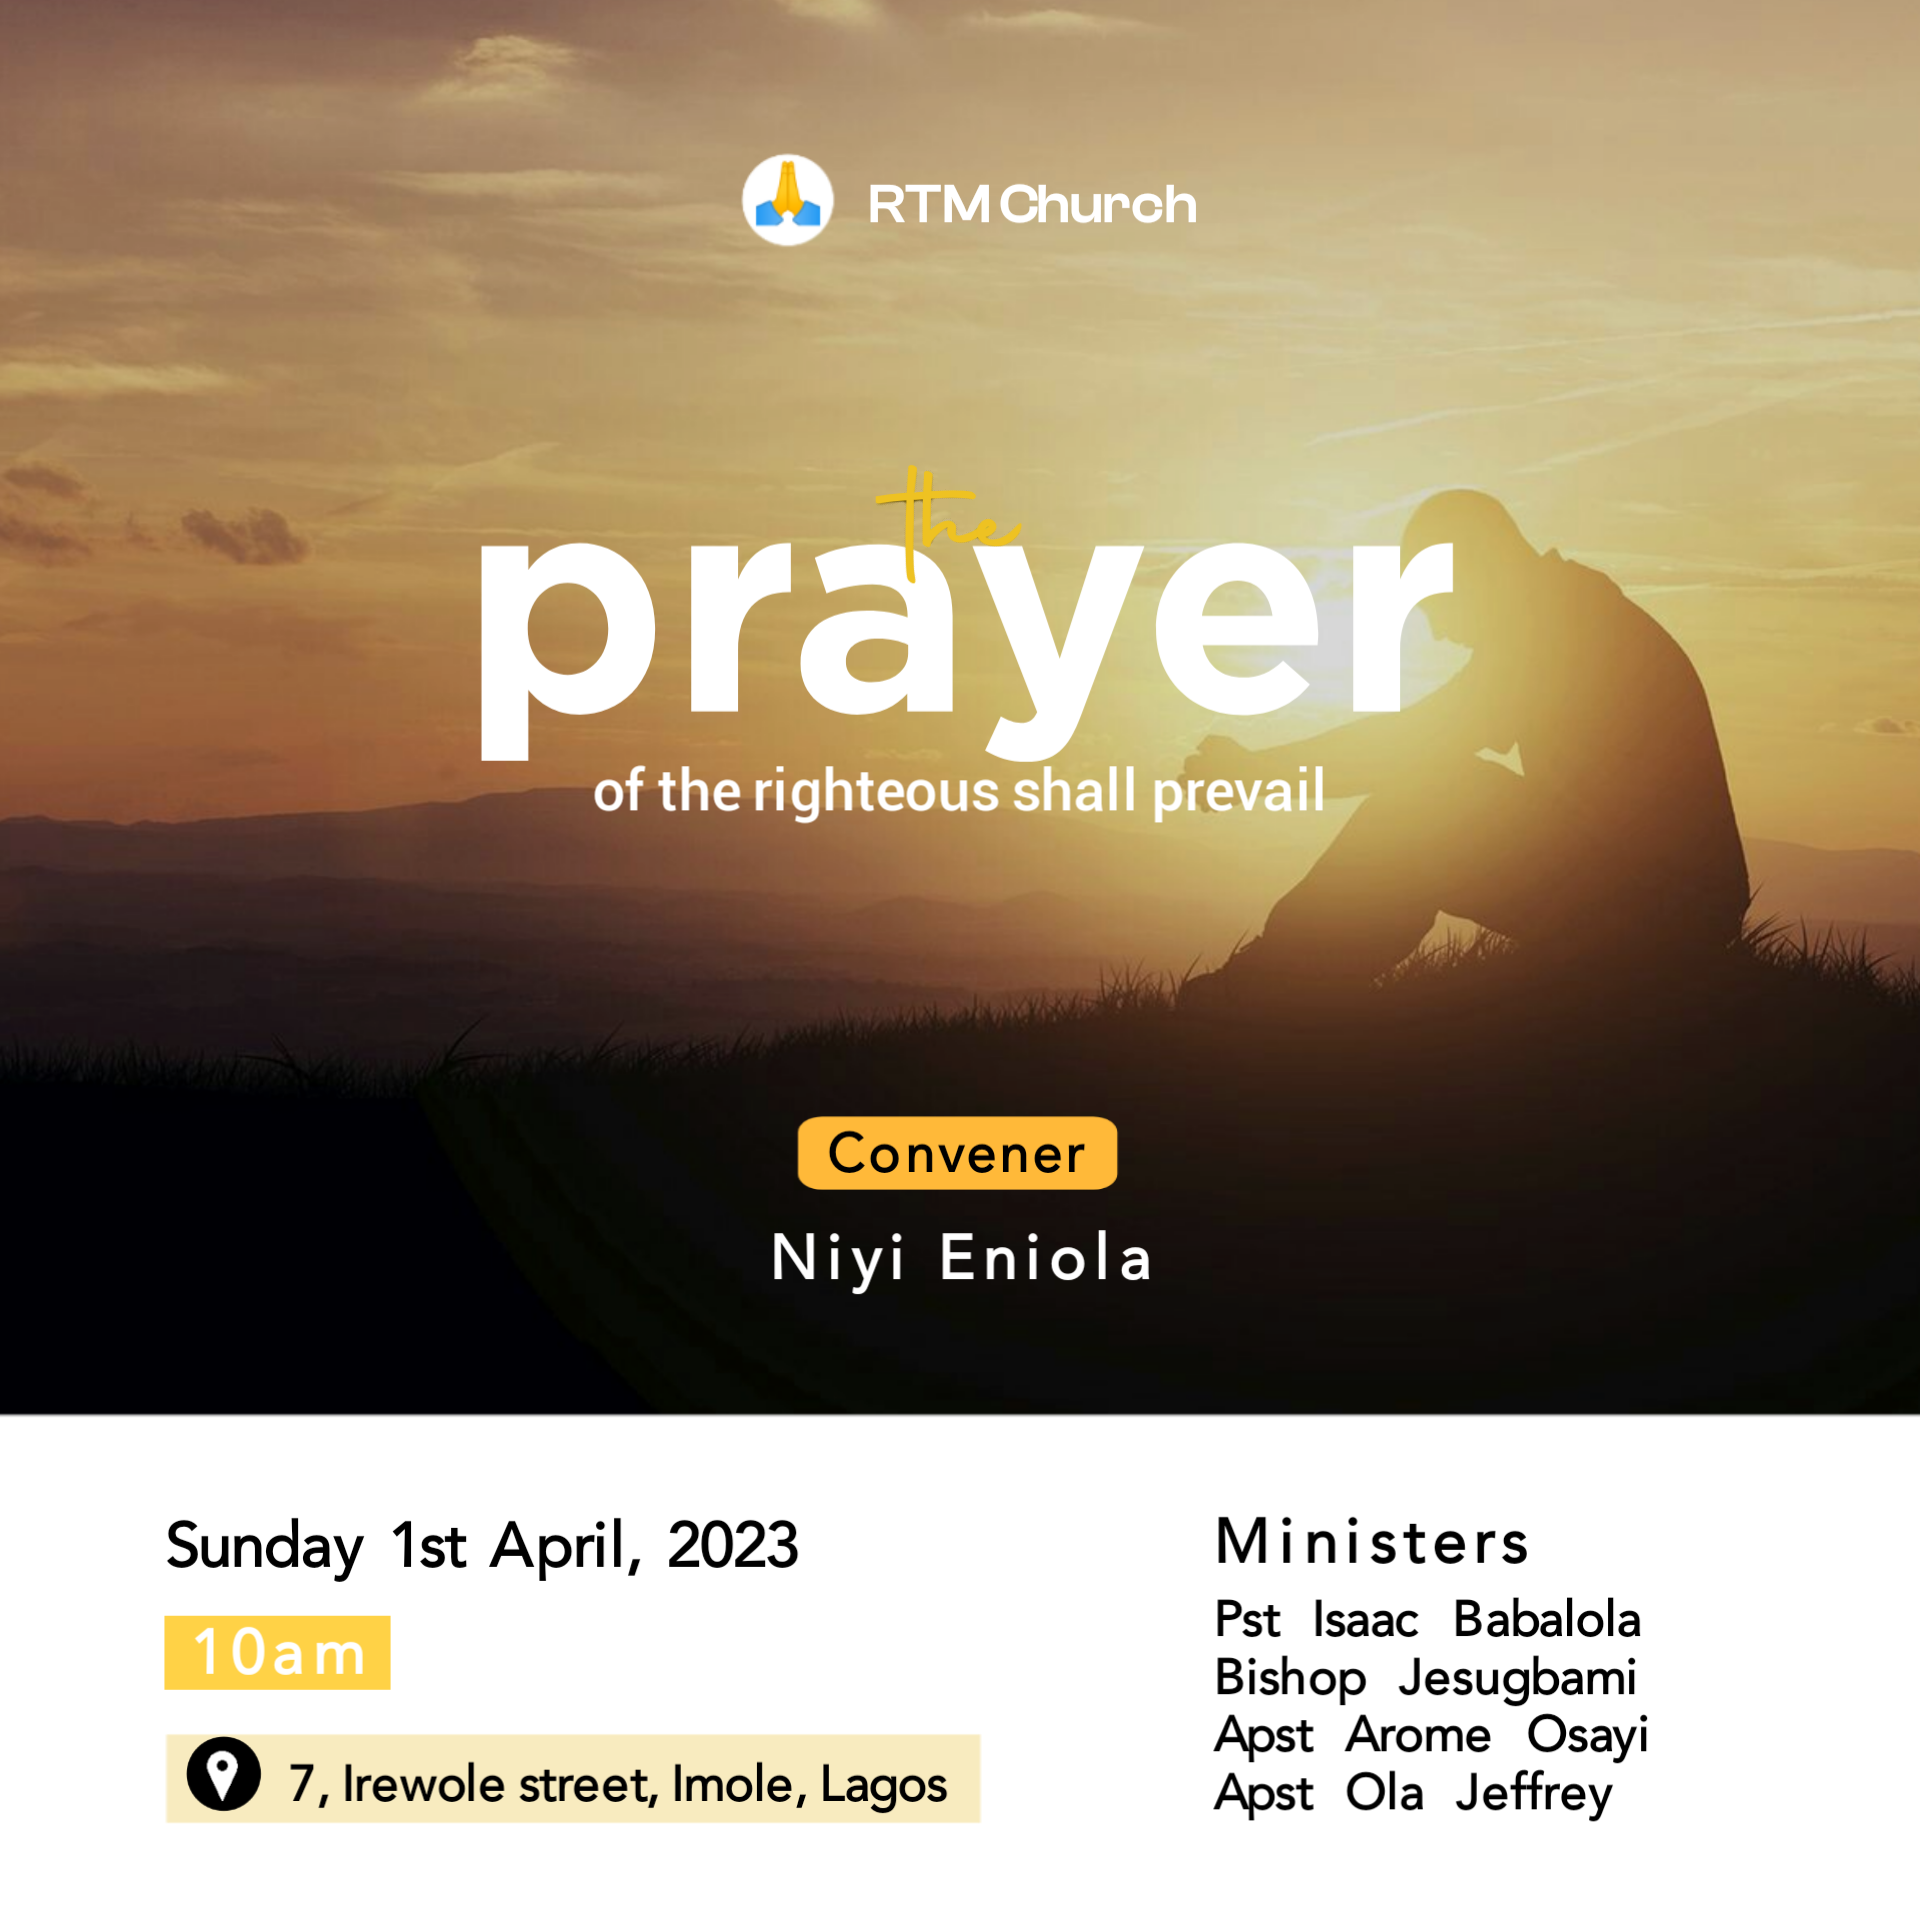 RTM Church
the
prayer
of the righteous shall prevail
Convener
Niyi Eniola
Sunday 1st April, 2023
10am
7, Irewole street, Imole, Lagos
Ministers
Pst Isaac Babalola
Bishop Jesugbami
Apst Arome Osayi
Apst Ola Jeffrey